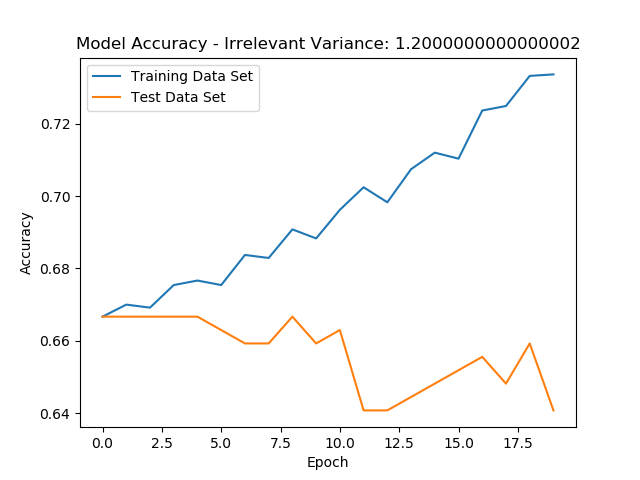 Model Accuracy - Irrelevant Variance: 1.2000000000000002
Training Data Set
Test Data Set
0.72
0.70
0.68
0.66
0.64
Accuracy
0.0 2.5 5.0 7.5 10.0 12.5 15.0 17.5
Epoch